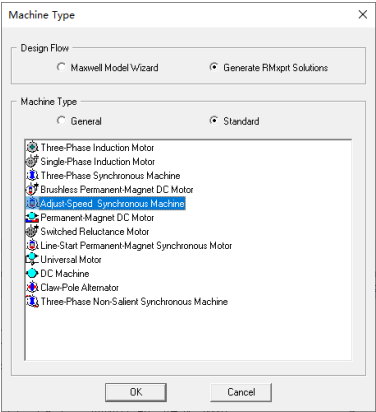 Machine Type
Design Flow
Maxwell Model Wizard
Generate RMxprt Solutions
Machine Type
General
Standard
Three-Phase Induction Motor
Single-Phase Induction Motor
Three-Phase Synchronous Machine
Brushless Permanent-Magnet DC Motor
Adjust-Speed Synchronous Machine
Permanent-Magnet DC Motor
Switched Reluctance Motor
Line-Start Permanent-Magnet Synchronous Motor
Universal Motor
DC Machine
Claw-Pole Alternator
Three-Phase Non-Salient Synchronous Machine
OK
Cancel